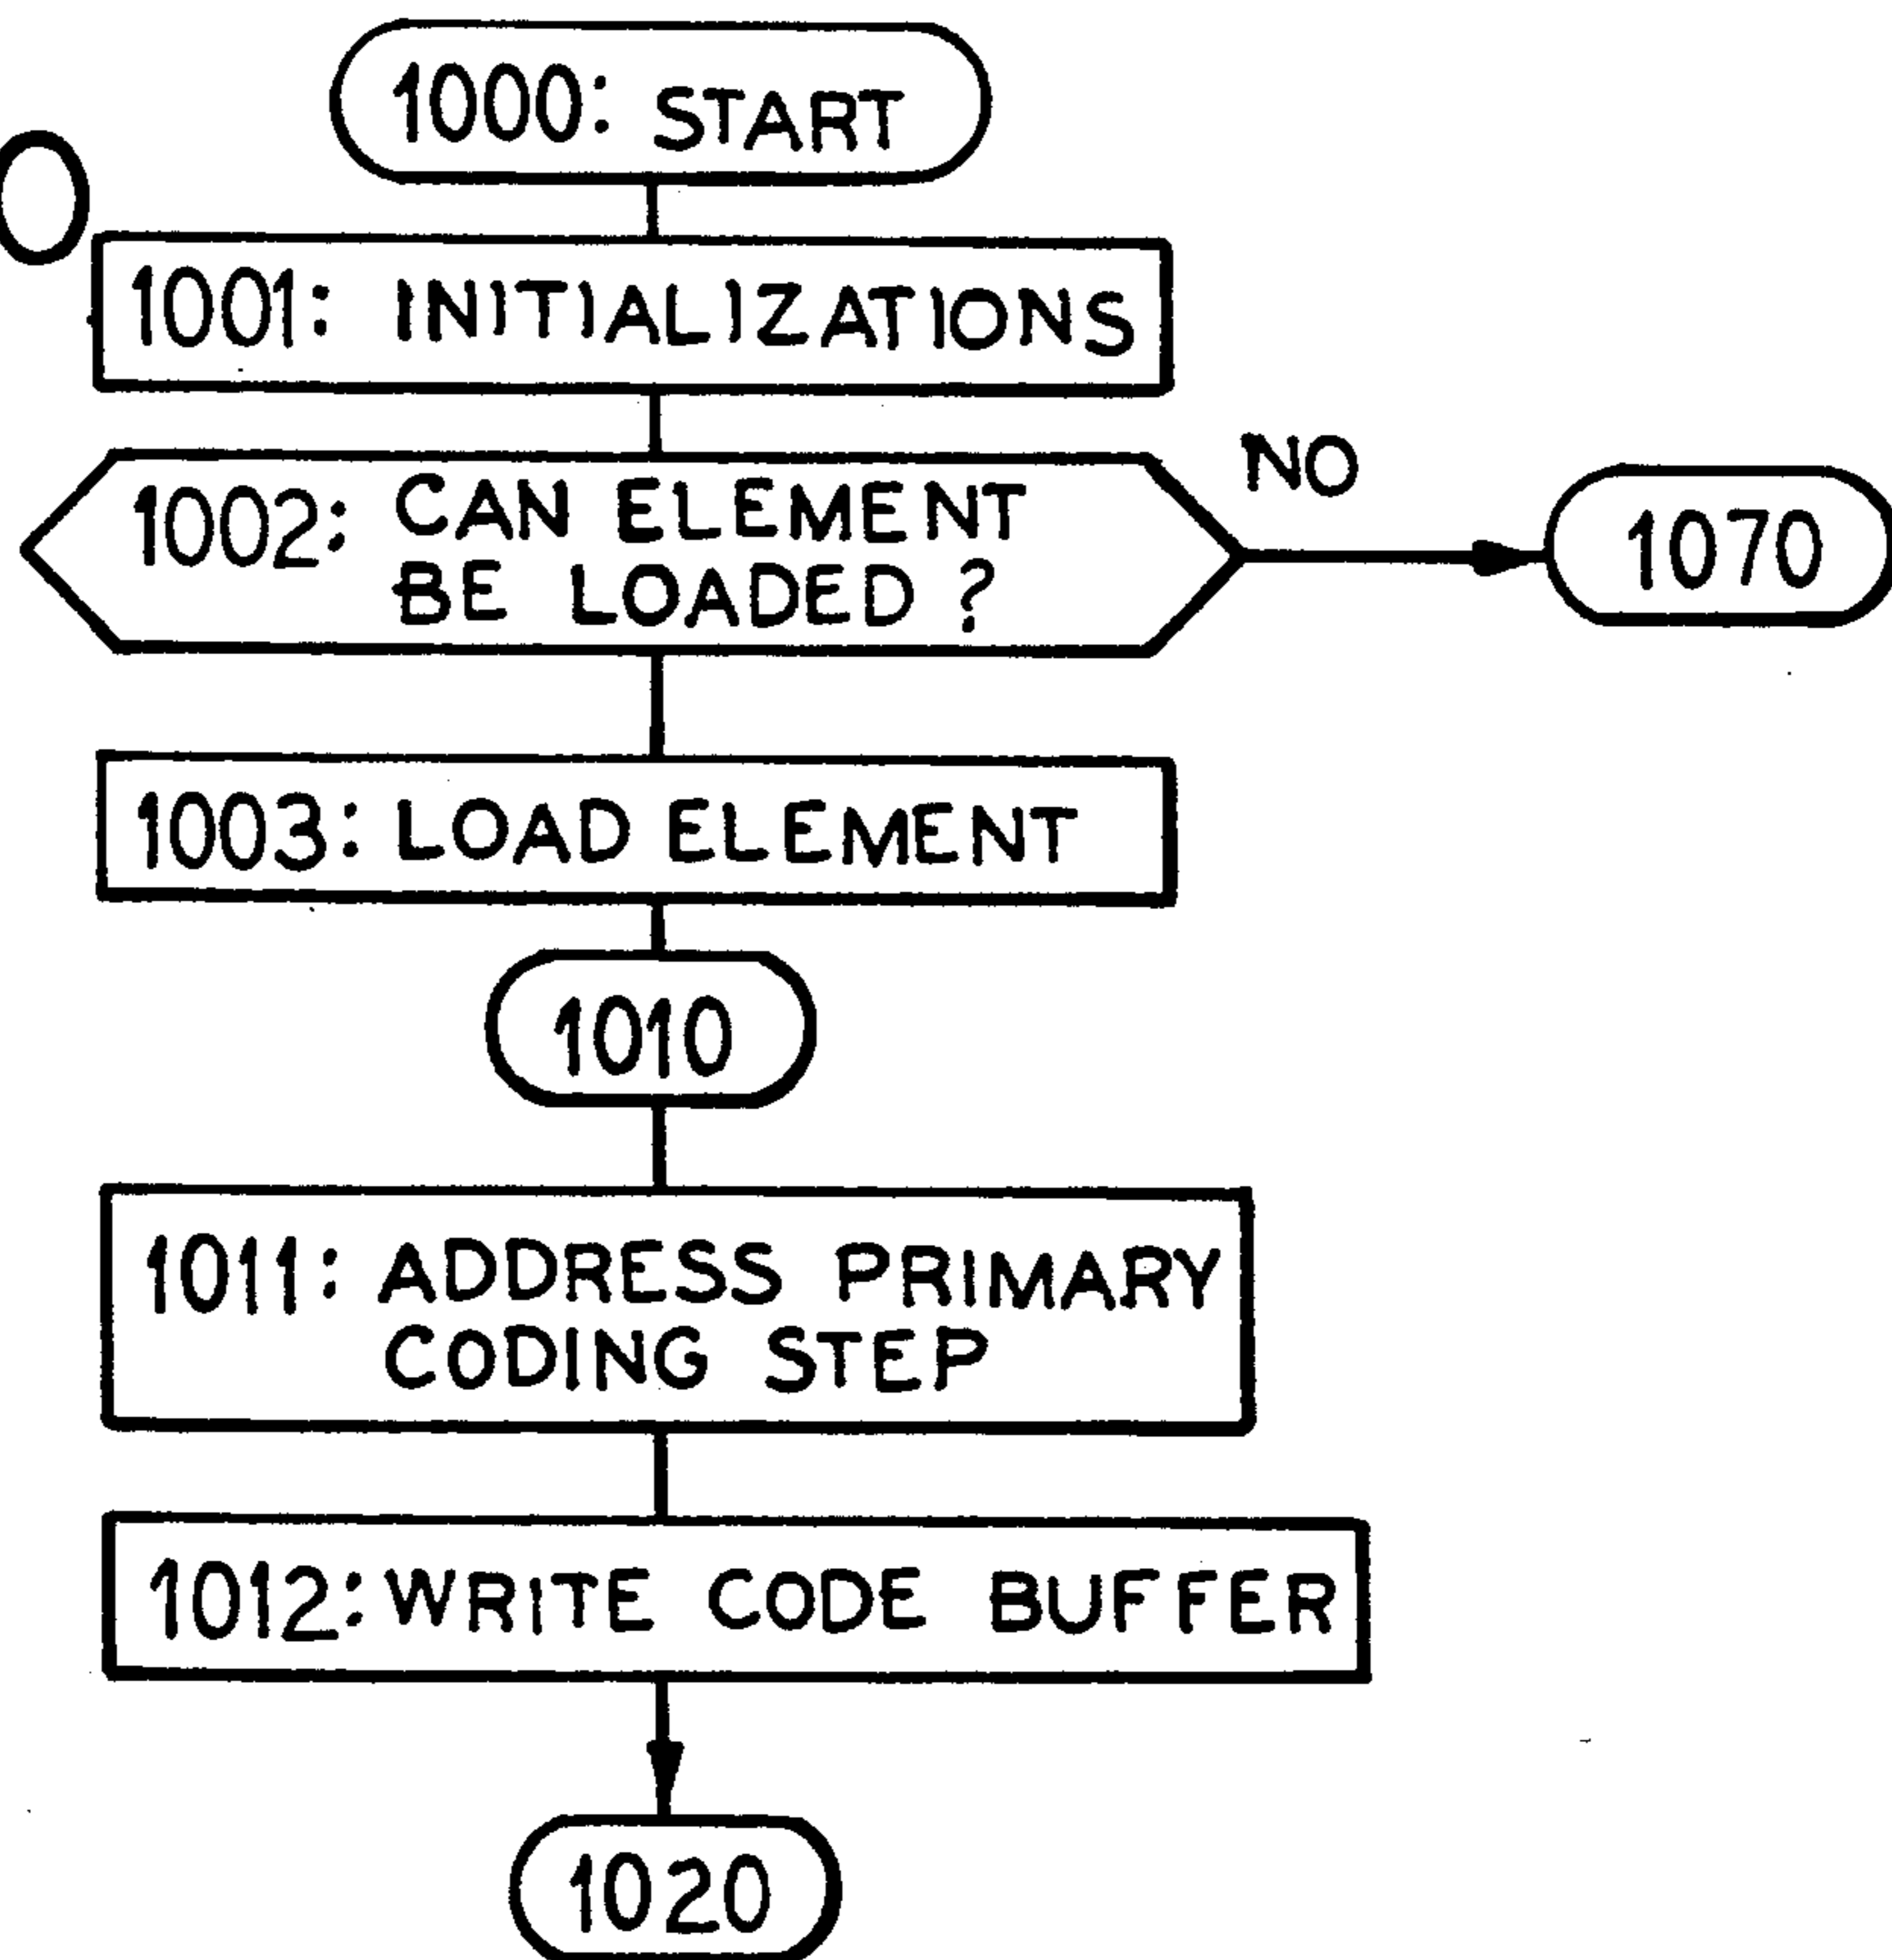 1000: START
1001: INITIALIZATIONS
1002: CAN ELEMENT
BE LOADED ?
NO
1070
1003: LOAD ELEMENT
1010
1011: ADDRESS PRIMARY
CODING STEP
1012: WRITE CODE BUFFER
1020